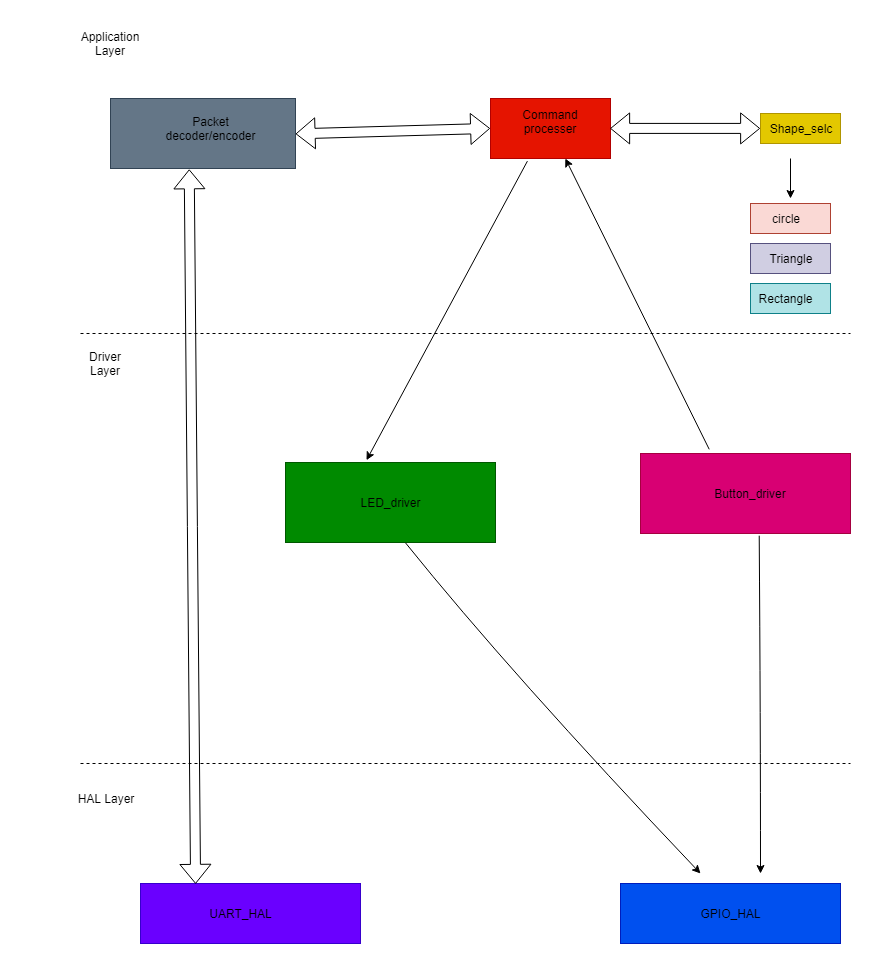 Application
Layer
Packet
decoder/encoder
Command
processer
Shape_selc
circle
Triangle
Rectangle
Driver
Layer
LED_driver
Button_driver
HAL Layer
UART_HAL
GPIO_HAL